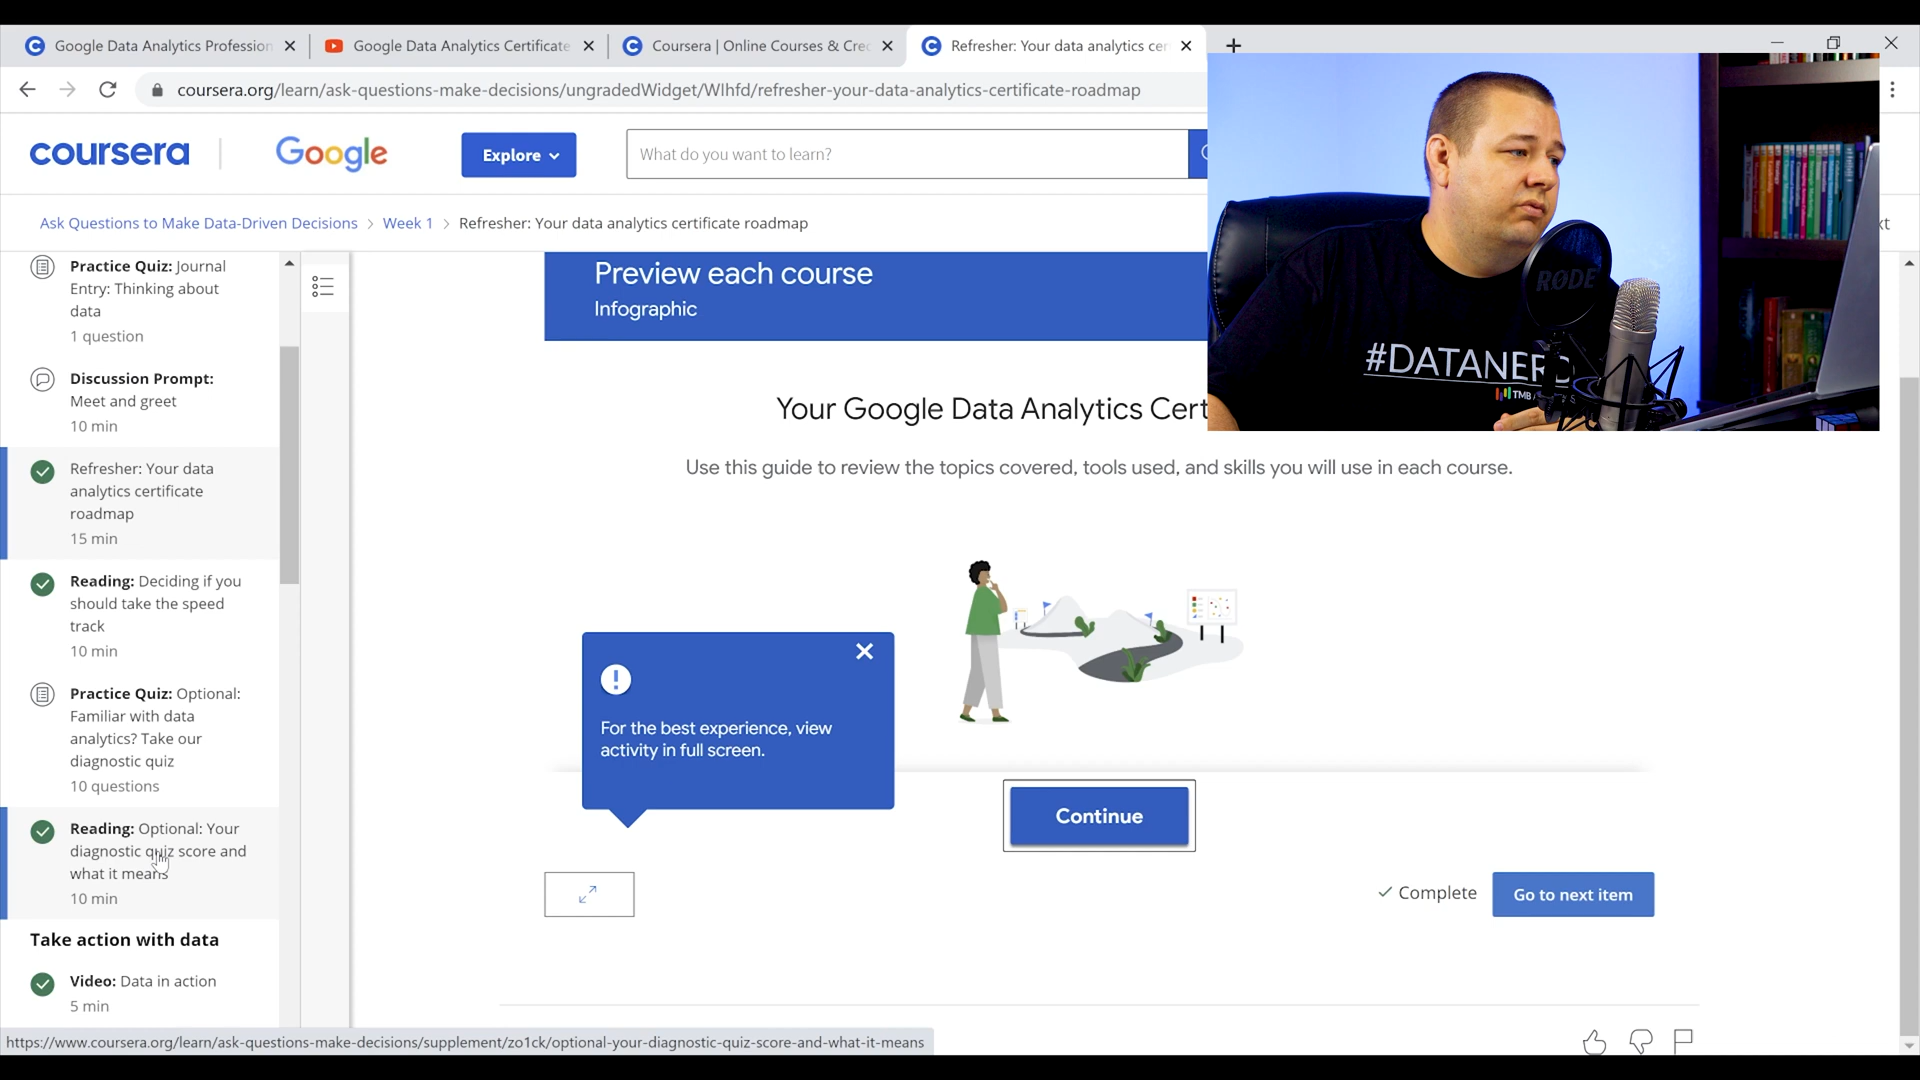 Google Data Analytics Profession
Google Data Analytics Certificate
Coursera | Online Courses & Cred
Refresher: Your data analytics cer
coursera.org/learn/ask-questions-make-decisions/ungradedWidget/Wlhfd/refresher-your-data-analytics-certificate-roadmap
coursera
Google
Explore
What do you want to learn?
Ask Questions to Make Data-Driven Decisions > Week 1 > Refresher: Your data analytics certificate roadmap
xt
Practice Quiz: Journal
Entry: Thinking about
data
1 question
Discussion Prompt:
Meet and greet
10 min
Refresher: Your data
analytics certificate
roadmap
15 min
Reading: Deciding if you
should take the speed
track
10 min
Practice Quiz: Optional:
Familiar with data
analytics? Take our
diagnostic quiz
10 questions
Reading: Optional: Your
diagnostic quiz score and
what it means
10 min
Take action with data
Video: Data in action
5 min
Preview each course
Infographic
Your Google Data Analytics Cert
Use this guide to review the topics covered, tools used, and skills you will use in each course.
For the best experience, view
activity in full screen.
Continue
Complete
Go to next item
RØDE
#DATANER
TMB
https://www.coursera.org/learn/ask-questions-make-decisions/supplement/zo1ck/optional-your-diagnostic-quiz-score-and-what-it-means